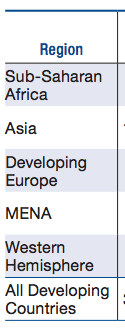 Region
Sub-Saharan
Africa
Asia
Developing
Europe
MENA
Western
Hemisphere
All Developing
Countries